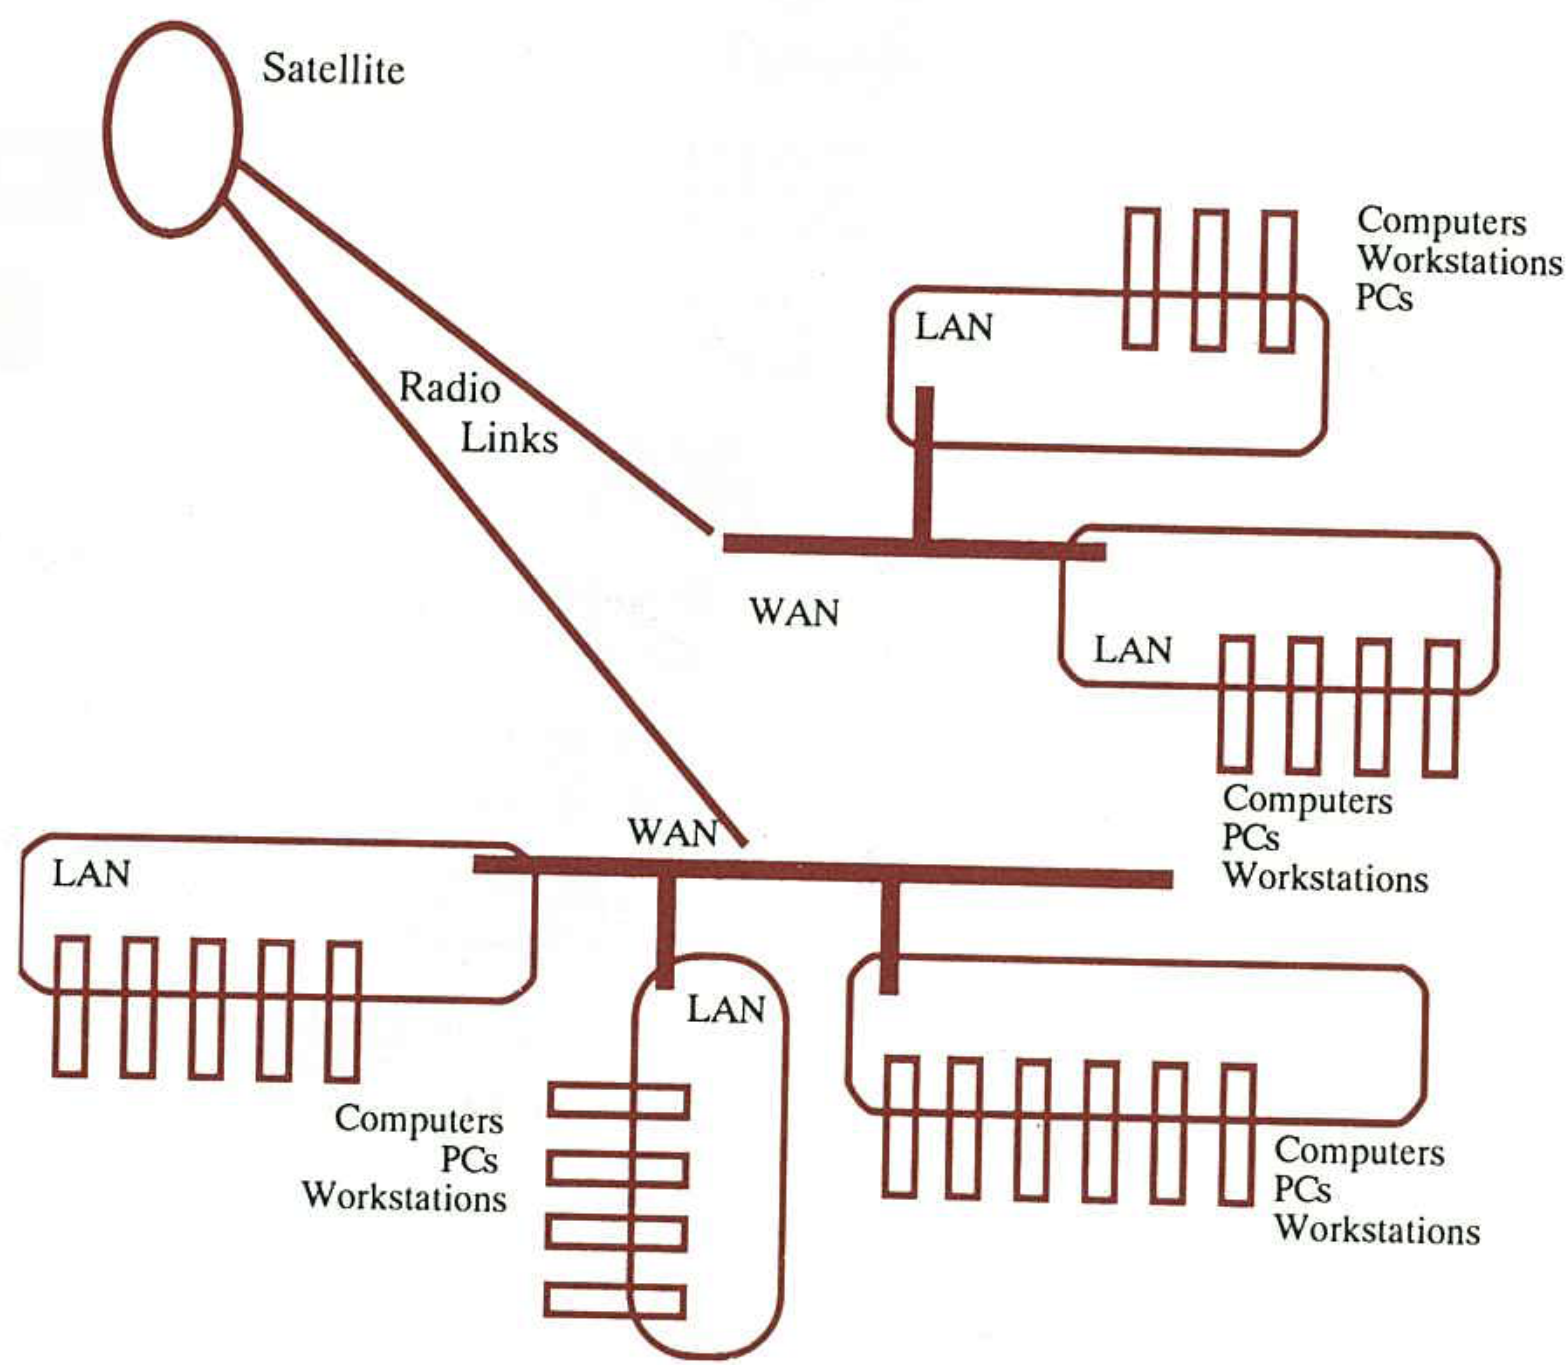 Satellite
Computers
Workstations
PCs
LAN
Radio
Links
WAN
LAN
Computers
PCs
Workstations
WAN
LAN
LAN
Computers
PCs
Workstations
Computers
PCs
Workstations